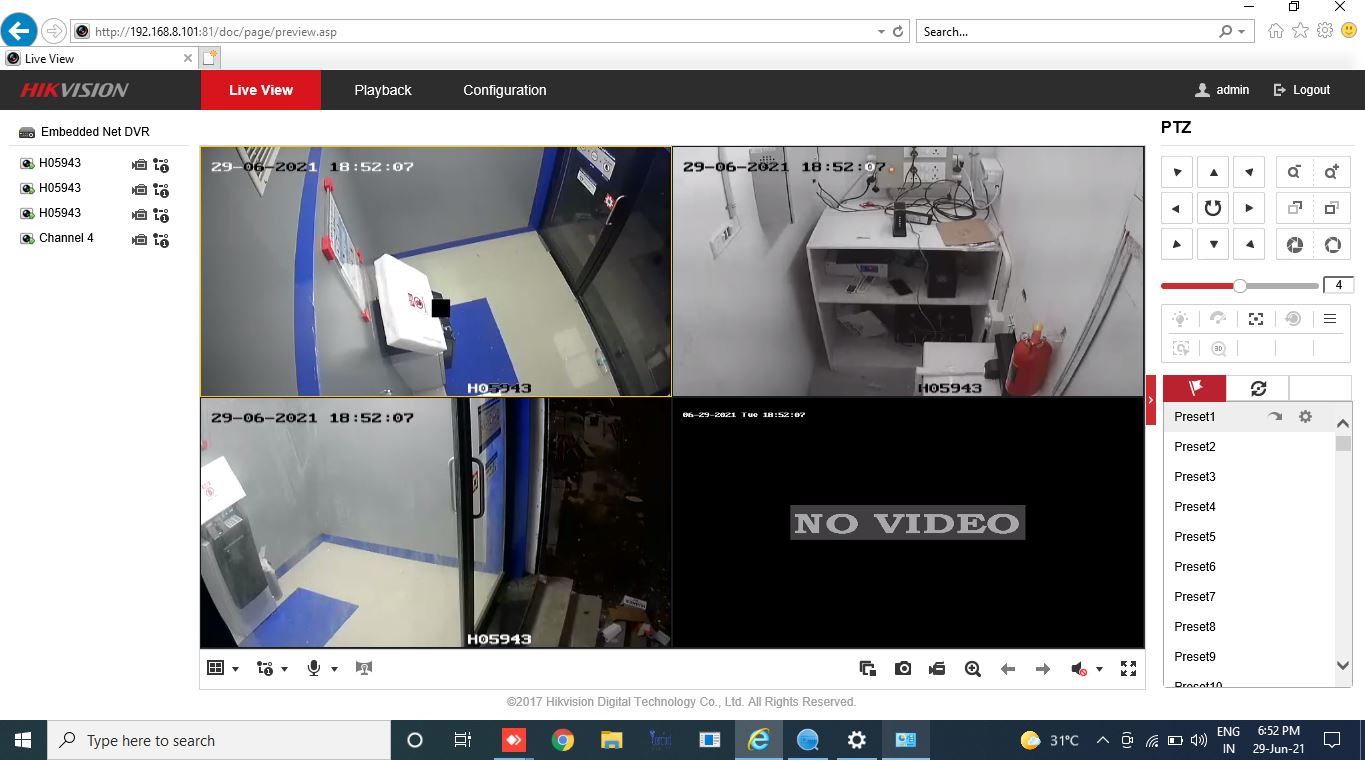 http://192.168.8.101:81/doc/page/preview.asp
Search...
Live View
HIKVISION
Live View
Playback
Configuration
admin
Logout
Embedded Net DVR
H05943
H05943
H05943
Channel 4
29-06-2021 18:52:07
H05943
29-06-2021 18:52:07
H05943
29-06-2021 18:52:07
H05943
06-29-2021 Tue 18:52:07
NO VIDEO
PTZ
4
3D
Preset1
Preset2
Preset3
Preset4
Preset5
Preset6
Preset7
Preset8
Preset9
Preset10
©2017 Hikvision Digital Technology Co., Ltd. All Rights Reserved.
Type here to search
31°C
ENG
IN
6:52 PM
29-Jun-21